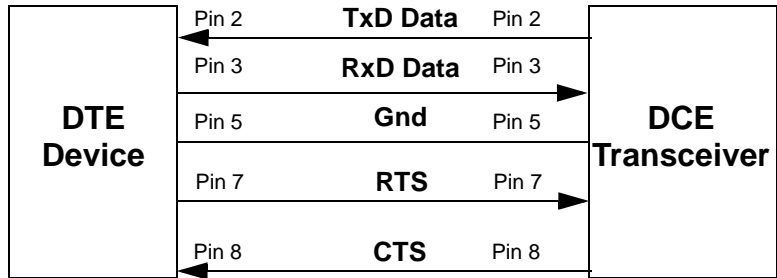 Pin 2 TxD Data Pin 2
Pin 3 RxD Data Pin 3
DTE Device
Pin 5 Gnd Pin 5
DCE Transceiver
Pin 7 RTS Pin 7
Pin 8 CTS Pin 8